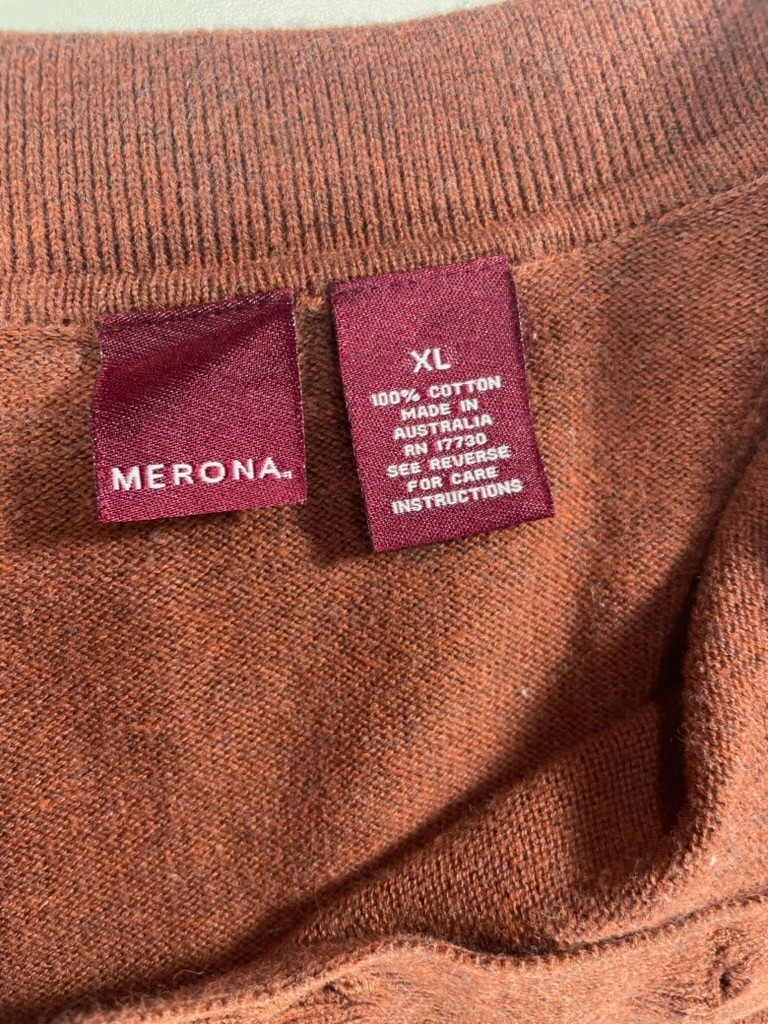 MERONA
XL
100% COTTON
MADE IN
AUSTRALIA
RN 17730
SEE REVERSE
FOR CARE
INSTRUCTIONS